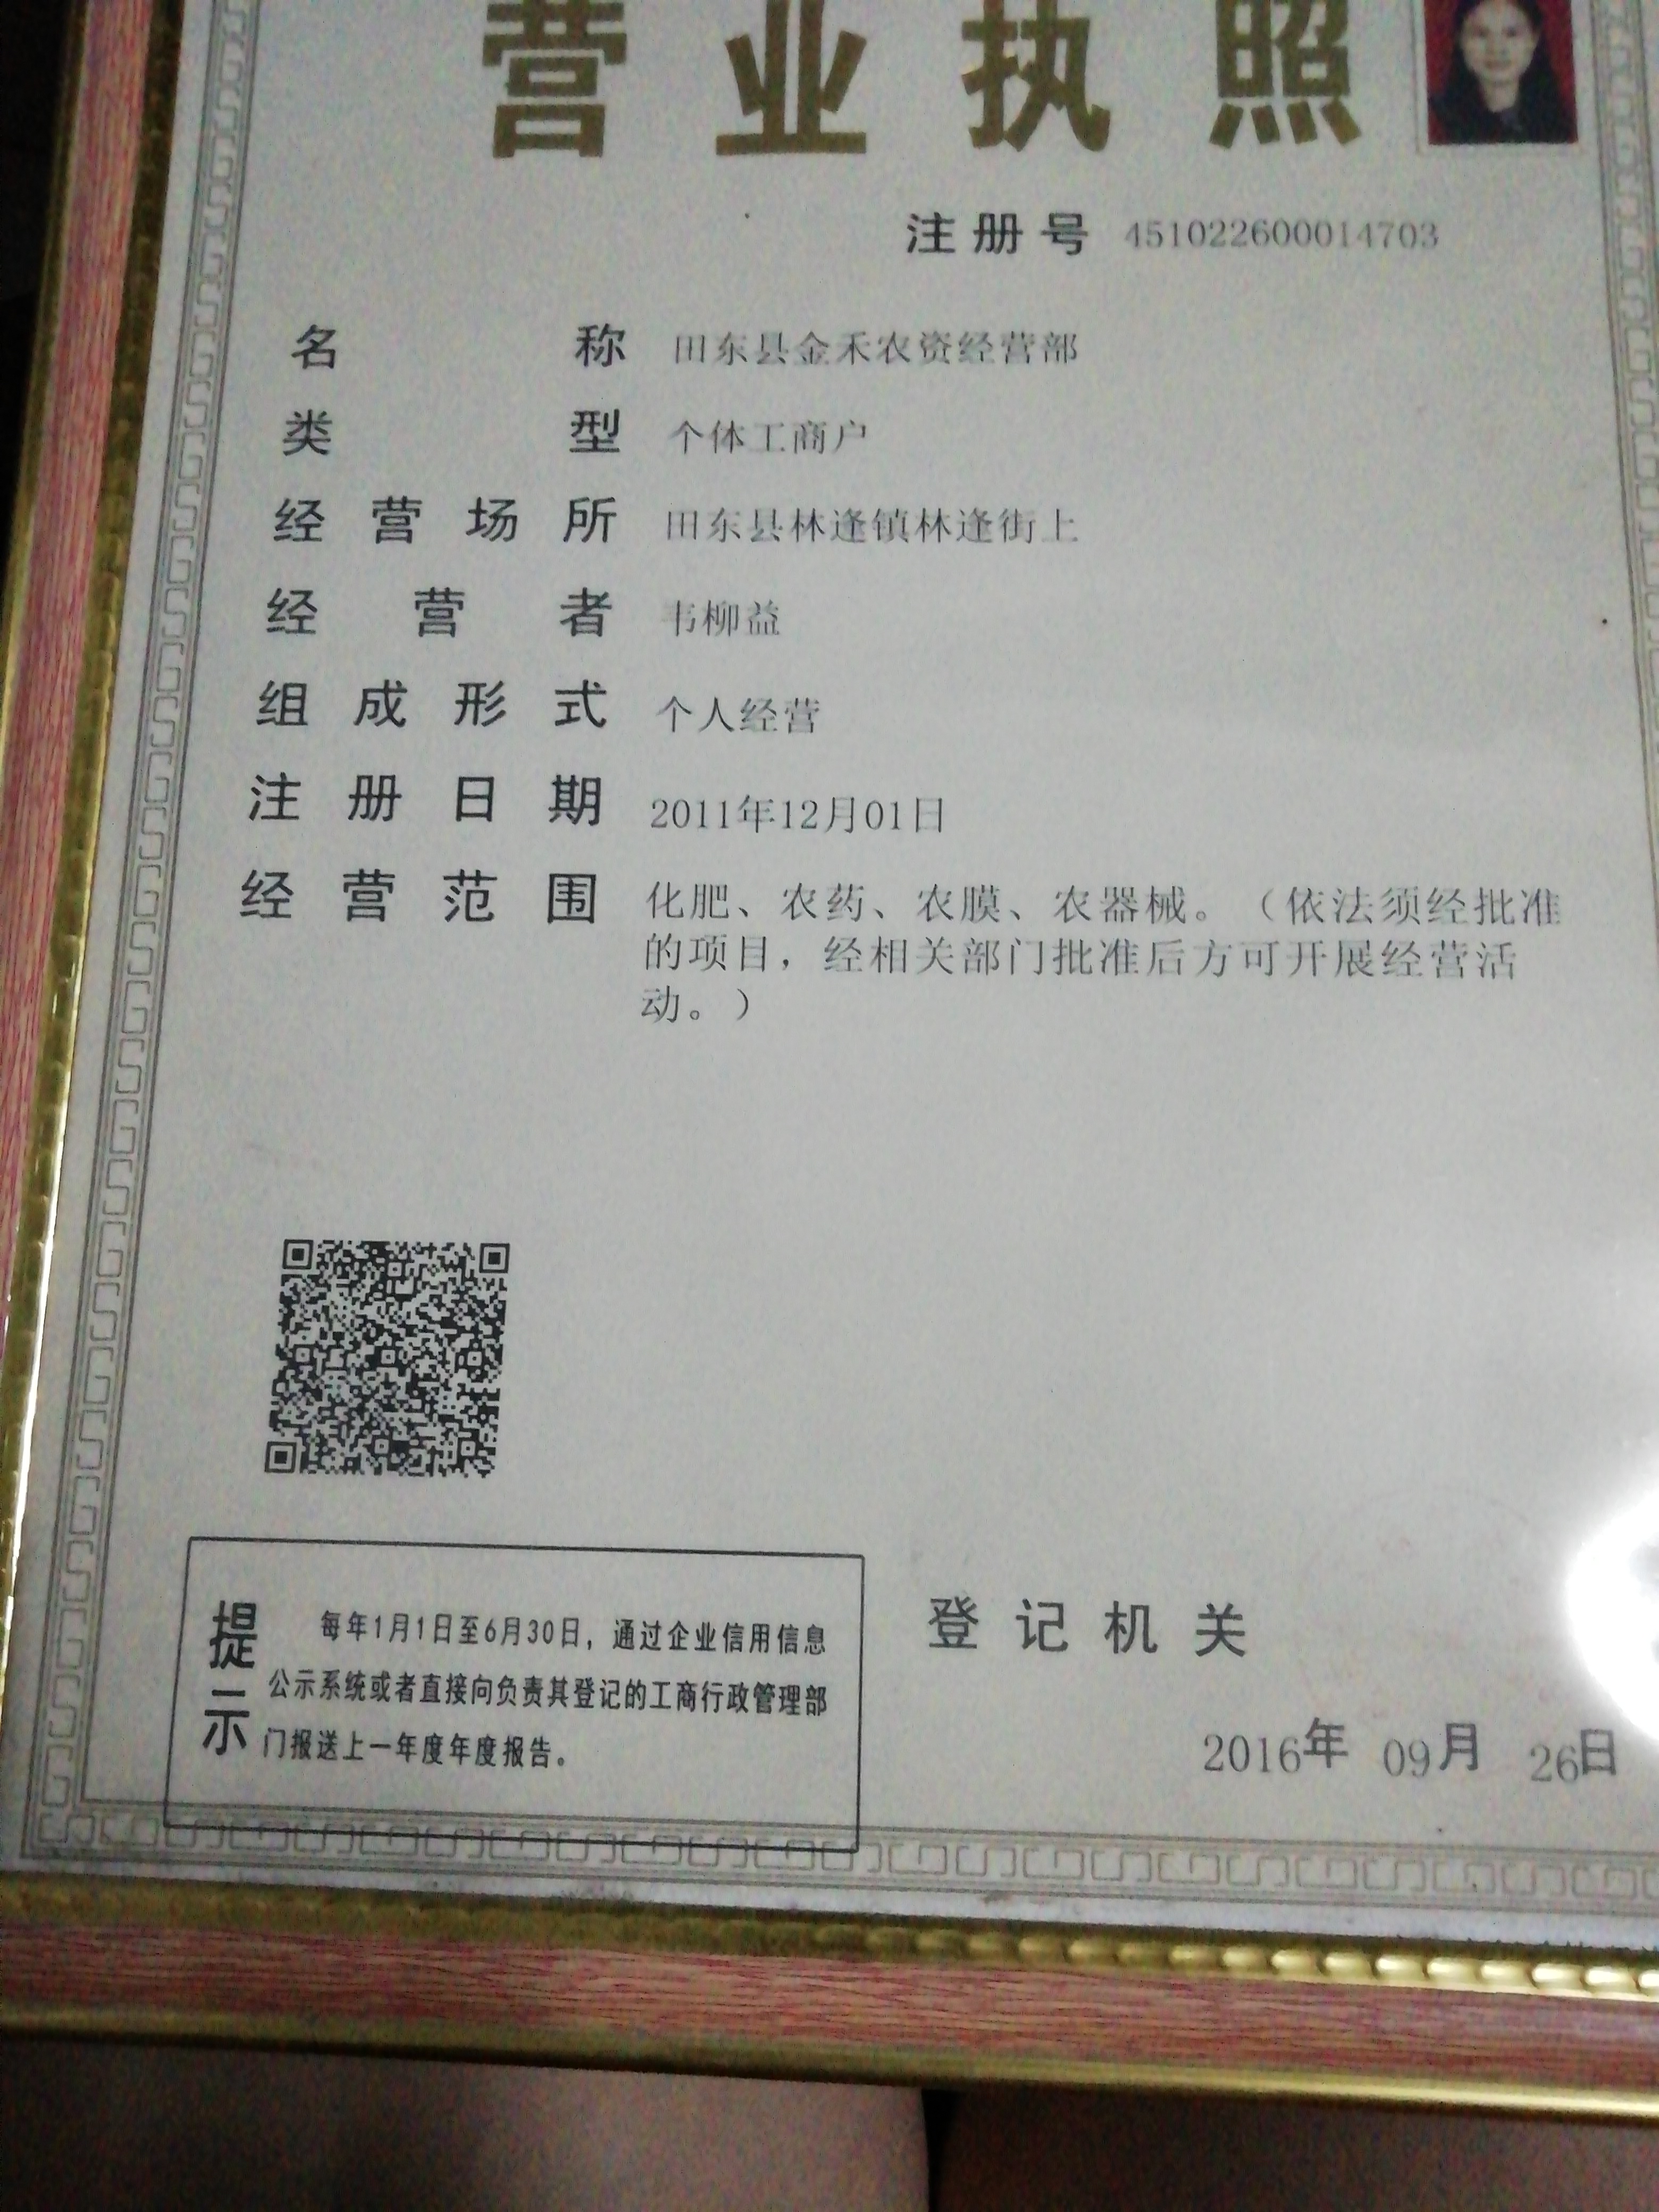 营业执照
注册号 451022600014703
名称 田东县金禾农资经营部
类型 个体工商户
经营场所 田东县林逢镇林逢街上
经营者 韦柳益
组成形式 个人经营
注册日期 2011年12月01日
经营范围 化肥、农药、农膜、农器械。（依法须经批准
的项目，经相关部门批准后方可开展经营活
动。）
提示
每年1月1日至6月30日，通过企业信用信息
公示系统或者直接向负责其登记的工商行政管理部
门报送上一年度年度报告。
登记机关
2016年 09月 26日